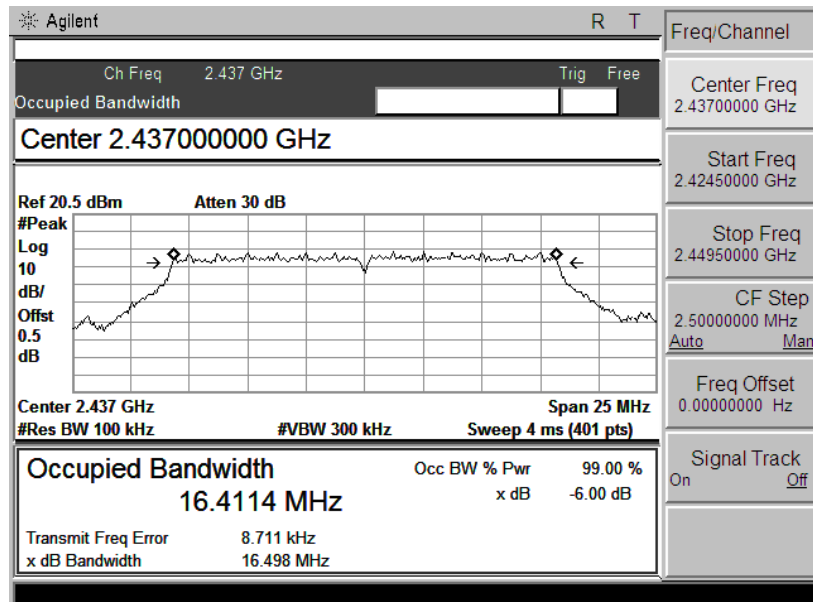 Agilent R T
Ch Freq 2.437 GHz Trig Free
Occupied Bandwidth
Center 2.437000000 GHz
Ref 20.5 dBm Atten 30 dB
#Peak
Log
10
dB/
Offst
0.5
dB
Center 2.437 GHz Span 25 MHz
#Res BW 100 kHz #VBW 300 kHz Sweep 4 ms (401 pts)
Occupied Bandwidth Occ BW % Pwr 99.00 %
16.4114 MHz x dB -6.00 dB
Transmit Freq Error 8.711 kHz
x dB Bandwidth 16.498 MHz
Freq/Channel
Center Freq
2.43700000 GHz
Start Freq
2.42450000 GHz
Stop Freq
2.44950000 GHz
CF Step
2.50000000 MHz
Auto Man
Freq Offset
0.00000000 Hz
Signal Track
On Off